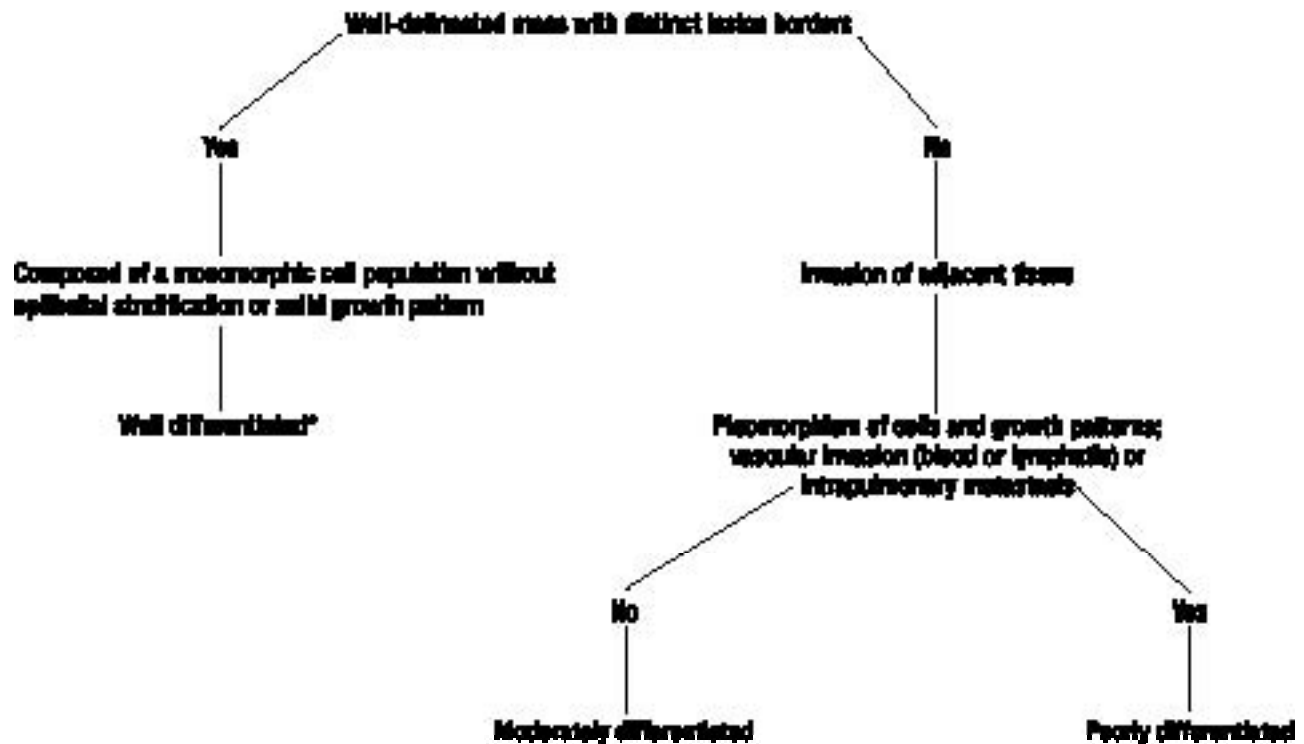 Well-delineated mass with distinct lesion borders
Yes
No
Composed of a monomorphic cell population without
epithelial stratification or solid growth pattern
Invasion of adjacent tissue
Well differentiated*
Pleomorphism of cells and growth patterns;
vascular invasion (blood or lymphatic) or
intrapulmonary metastasis
No
Yes
Moderately differentiated
Poorly differentiated